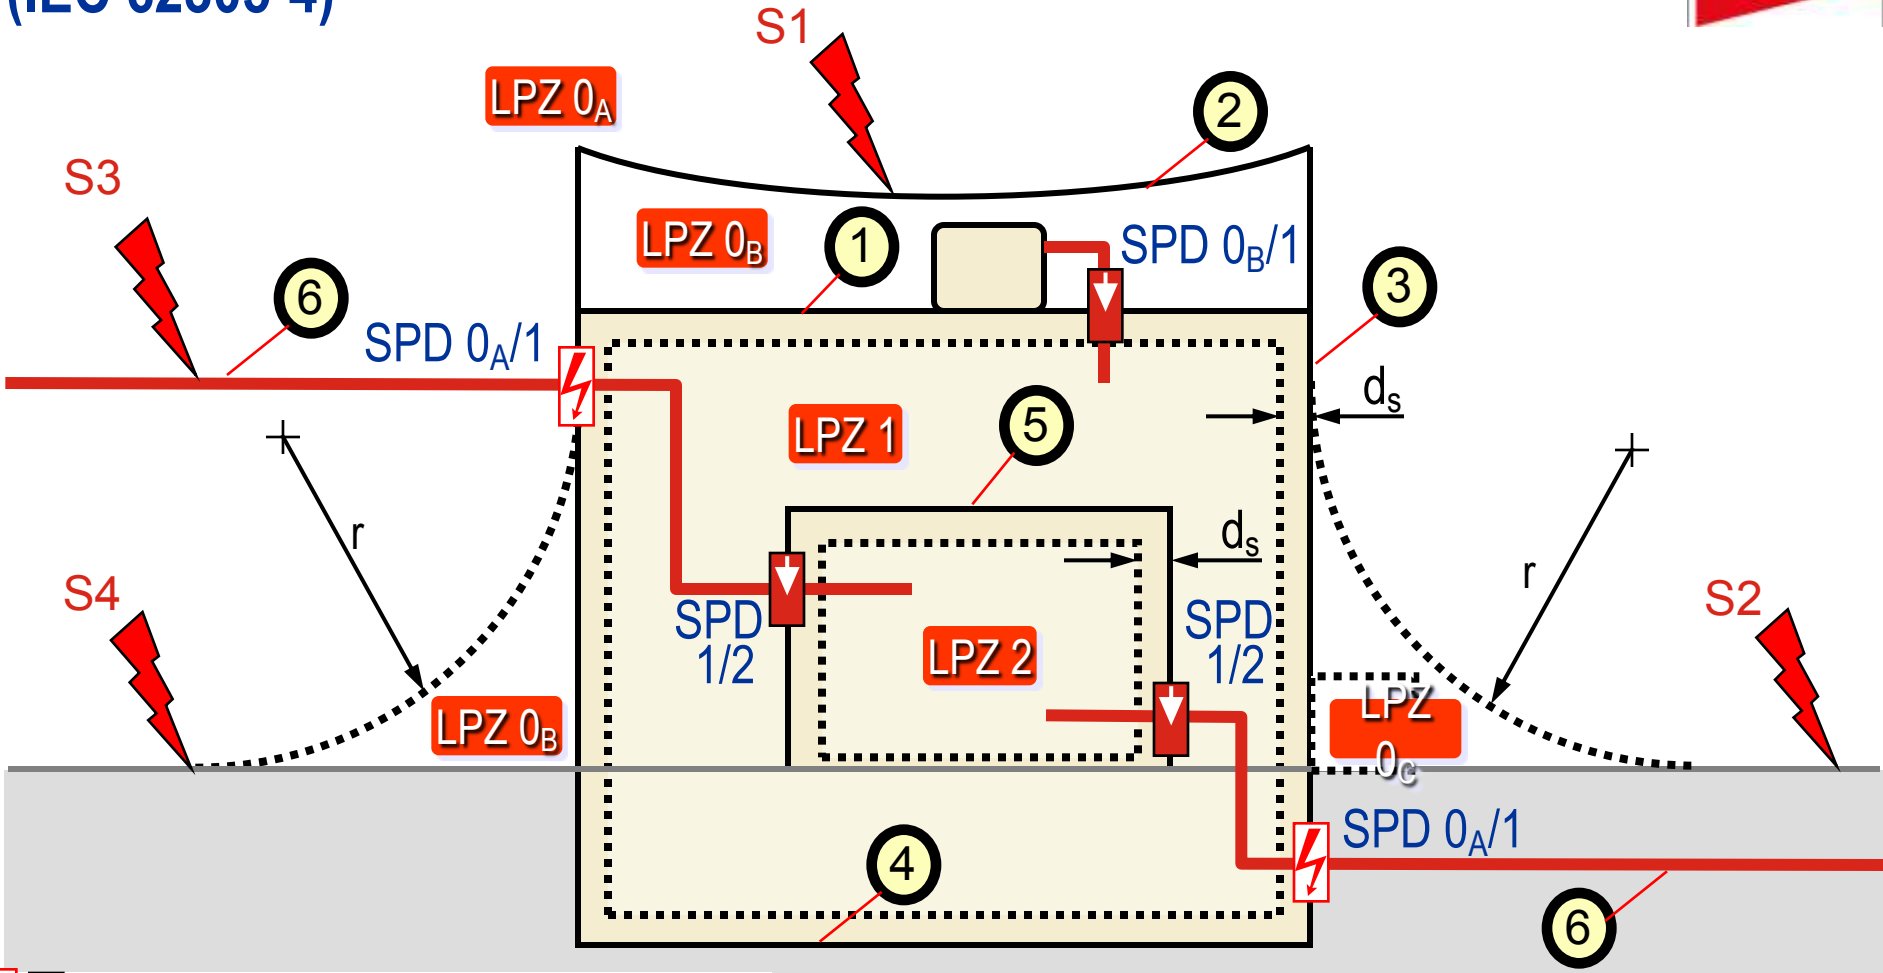 S1
LPZ 0A
2
S3
LPZ 0B
1
SPD 0B/1
6
3
SPD 0A/1
ds
LPZ 1
5
r
ds
r
S4
SPD
1/2
SPD
1/2
S2
LPZ 2
LPZ 0B
LPZ
0C
SPD 0A/1
4
6